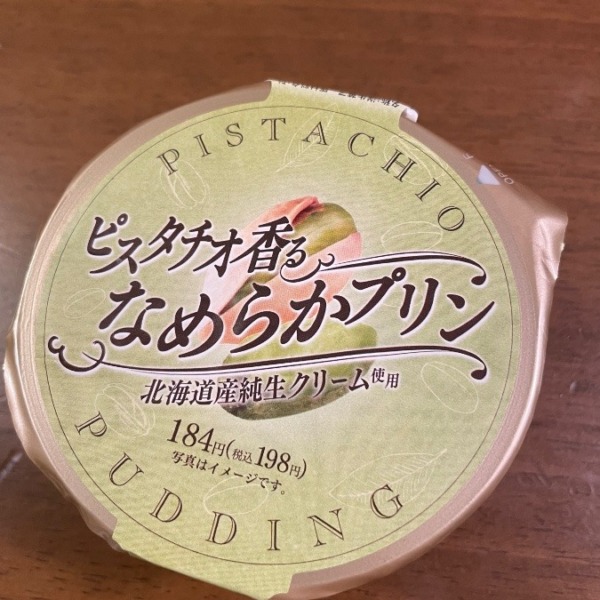 PISTACHIO
ピスタチオ香る
なめらかプリン
北海道産純生クリーム使用
184円(税込198円)
写真はイメージです。
PUDDING